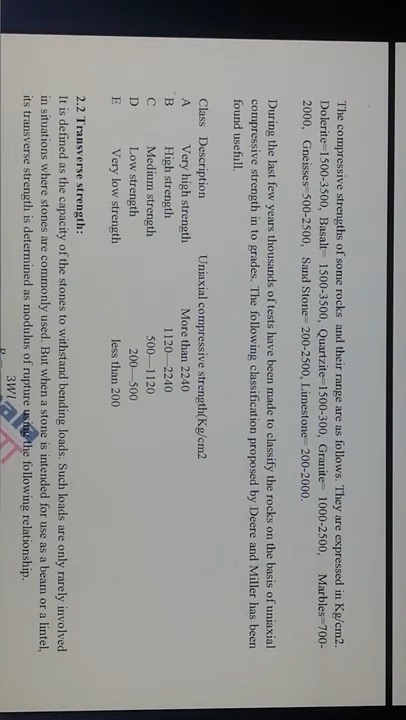 The compressive strengths of some rocks and their range are as follows. They are expressed in Kg/cm2.
Dolerite=1500-3500, Basalt= 1500-3500, Quartzite=1500-300, Granite= 1000-2500, Marbles=700-
2000, Gneisses=500-2500, Sand Stone= 200-2500, Limestone= 200-2000.
During the last few years thousands of tests have been made to classify the rocks on the basis of uniaxial
compressive strength in to grades. The following classification proposed by Deere and Miller has been
found usefull.
Class Description Uniaxial compressive strength(Kg/cm2
A Very high strength More than 2240
B High strength 1120—2240
C Medium strength 500—1120
D Low strength 200—500
E Very low strength less than 200
2.2 Transverse strength:
It is defined as the capacity of the stones to withstand bending loads. Such loads are only rarely involved
in situations where stones are commonly used. But when a stone is intended for use as a beam or a lintel,
its transverse strength is determined as modulus of rupture using the following relationship.
3W1